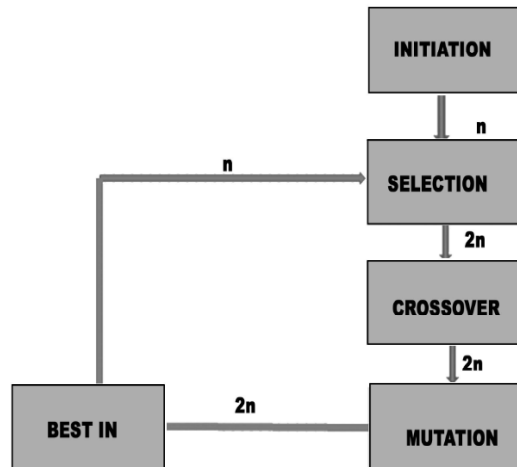 INITIATION
n
n
SELECTION
2n
CROSSOVER
2n
2n
BEST IN
MUTATION